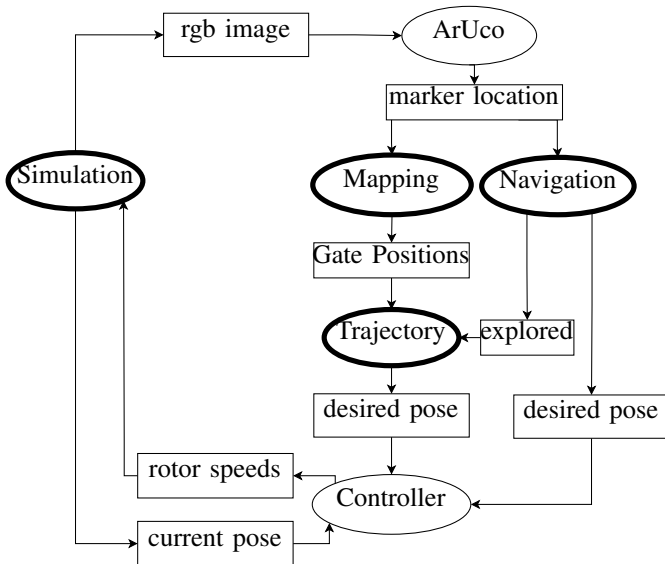 rgb image
ArUco
marker location
Simulation
Mapping
Navigation
Gate Positions
Trajectory
explored
desired pose
desired pose
rotor speeds
Controller
current pose